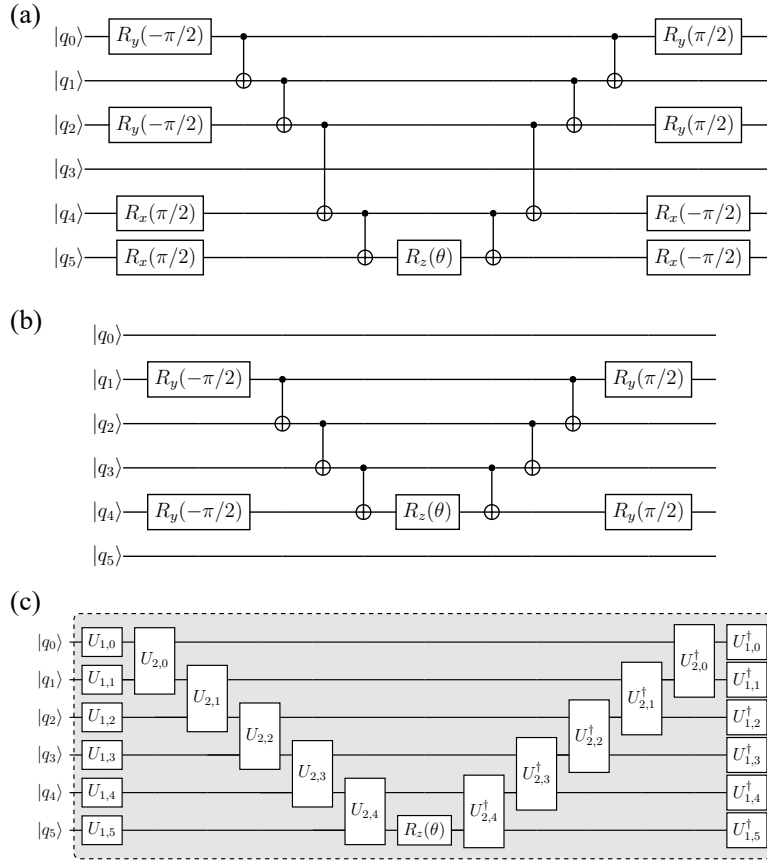 (a)
|q₀⟩ R_y(−π/2) R_y(π/2)
|q₁⟩
|q₂⟩ R_y(−π/2) R_y(π/2)
|q₃⟩
|q₄⟩ R_x(π/2) R_x(−π/2)
|q₅⟩ R_x(π/2) R_z(θ) R_x(−π/2)
(b)
|q₀⟩
|q₁⟩ R_y(−π/2) R_y(π/2)
|q₂⟩
|q₃⟩
|q₄⟩ R_y(−π/2) R_z(θ) R_y(π/2)
|q₅⟩
(c)
|q₀⟩ U_{1,0} U_{2,0} U†_{2,0} U†_{1,0}
|q₁⟩ U_{1,1} U_{2,1} U†_{2,1} U†_{1,1}
|q₂⟩ U_{1,2} U_{2,2} U†_{2,2} U†_{1,2}
|q₃⟩ U_{1,3} U_{2,3} U†_{2,3} U†_{1,3}
|q₄⟩ U_{1,4} U_{2,4} U†_{2,4} U†_{1,4}
|q₅⟩ U_{1,5} R_z(θ) U†_{1,5}